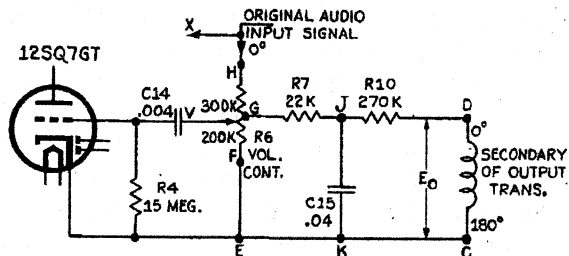 ORIGINAL AUDIO
INPUT SIGNAL
X
0°
12SQ7GT
H
C14
.004
V
300K
G
R7
22K
J
R10
270K
D
0°
200K
R6
F
VOL.
CONT.
R4
15 MEG.
C15
.04
E₀
SECONDARY
OF OUTPUT
TRANS.
180°
E
K
C